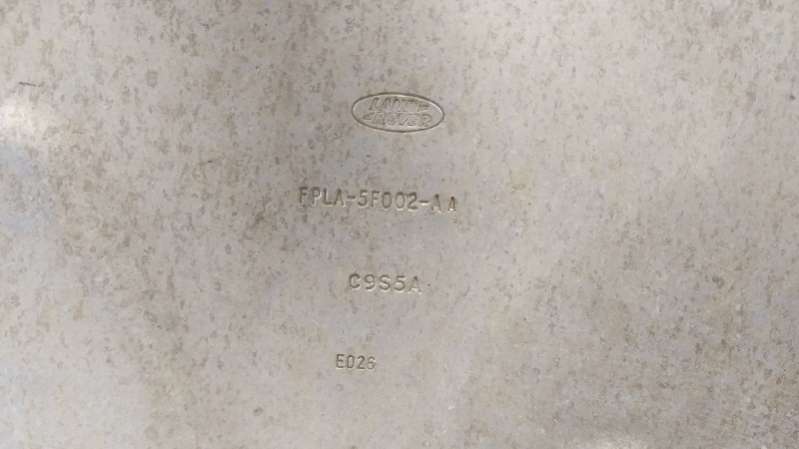 LAND-
ROVER
FPLA-5F002-AA
C9S5A
E026